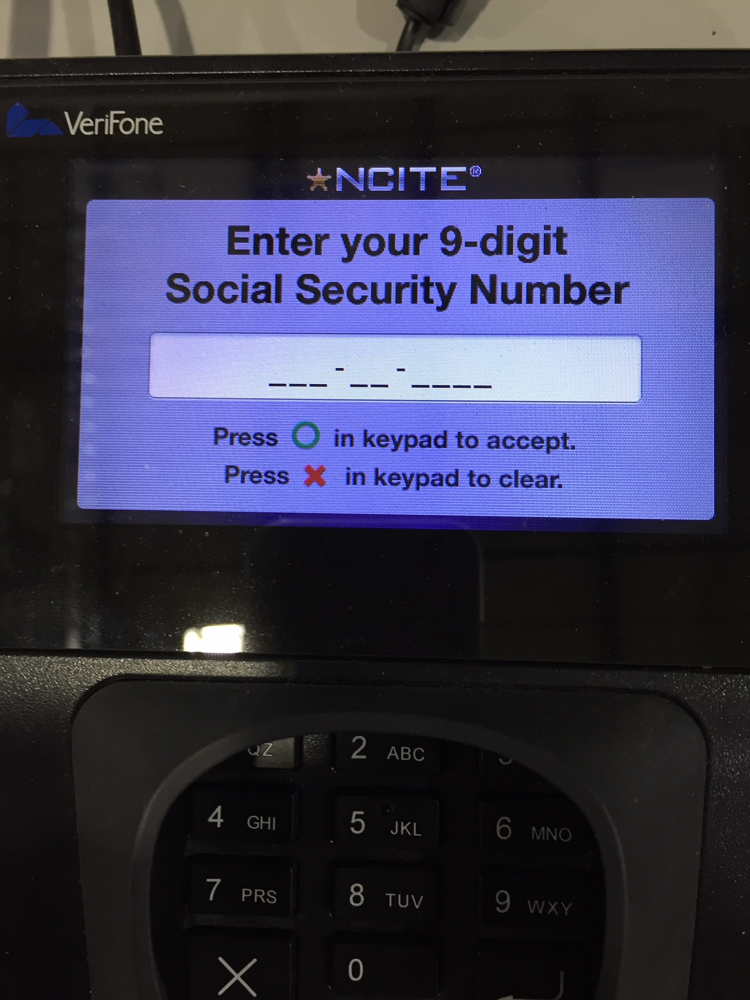 VeriFone
NCITE®
Enter your 9-digit
Social Security Number
___-__-____
Press O in keypad to accept.
Press X in keypad to clear.
QZ 2 ABC
4 GHI 5 JKL 6 MNO
7 PRS 8 TUV 9 WXY
X 0